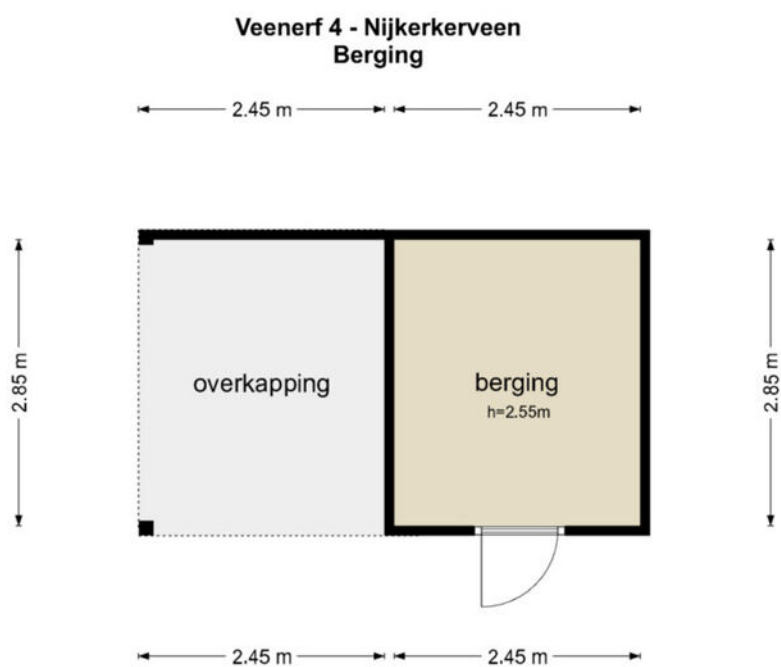 Veenerf 4 - Nijkerkerveen
Berging
2.45 m 2.45 m
2.85 m 2.85 m
overkapping berging
h=2.55m
2.45 m 2.45 m